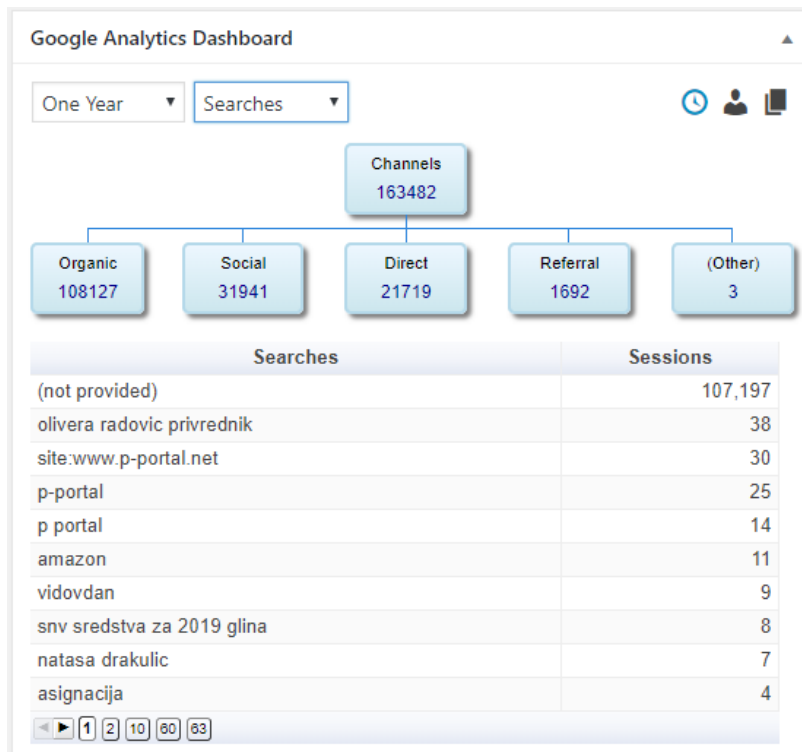 Google Analytics Dashboard
One Year Searches
Channels
163482
Organic Social Direct Referral (Other)
108127 31941 21719 1692 3
Searches Sessions
(not provided) 107,197
olivera radovic privrednik 38
site:www.p-portal.net 30
p-portal 25
p portal 14
amazon 11
vidovdan 9
snv sredstva za 2019 glina 8
natasa drakulic 7
asignacija 4
1 2 10 60 63